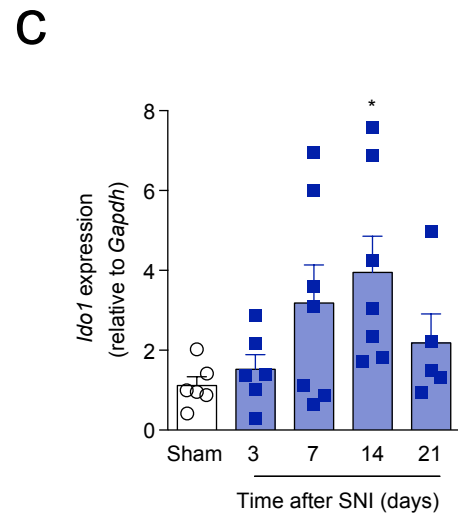 C
*
8
6
4
2
0
Ido1 expression
(relative to Gapdh)
Sham 3 7 14 21
Time after SNI (days)